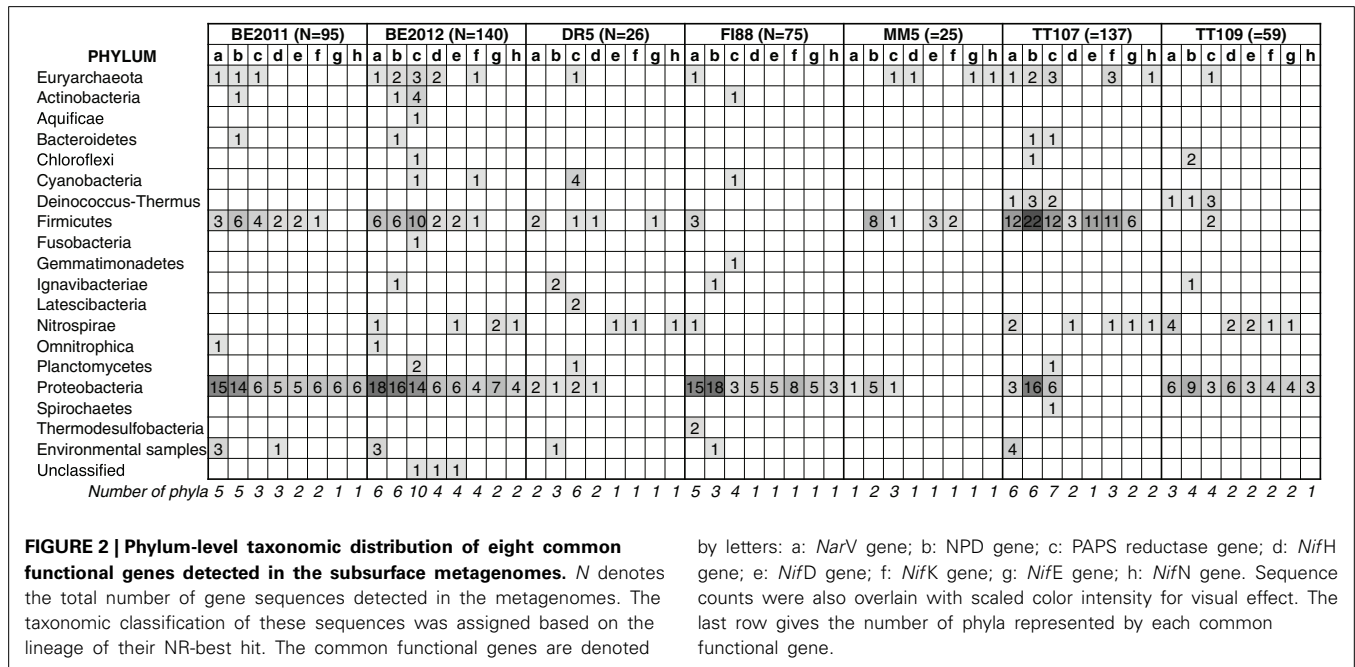 BE2011 (N=95) BE2012 (N=140) DR5 (N=26) FI88 (N=75) MM5 (=25) TT107 (=137) TT109 (=59)
PHYLUM a b c d e f g h a b c d e f g h a b c d e f g h a b c d e f g h a b c d e f g h a b c d e f g h a b c d e f g h
Euryarchaeota 1 1 1 1 2 3 2 1 1 1 1 1 1 1 1 2 3 3 1 1
Actinobacteria 1 1 4 1
Aquificae 1
Bacteroidetes 1 1 1 1
Chloroflexi 1 1 2
Cyanobacteria 1 1 4 1
Deinococcus-Thermus 1 3 2 1 1 3
Firmicutes 3 6 4 2 2 1 6 6 10 2 2 1 2 1 1 1 3 8 1 3 2 12 22 12 3 11 11 6 2
Fusobacteria 1
Gemmatimonadetes 1
Ignavibacteriae 1 2 1 1
Latescibacteria 2
Nitrospirae 1 1 2 1 1 1 1 1 2 1 1 1 1 4 2 2 1 1
Omnitrophica 1 1
Planctomycetes 2 1 1
Proteobacteria 15 14 6 5 5 6 6 6 18 16 14 6 6 4 7 4 2 1 2 1 15 18 3 5 5 8 5 3 1 5 1 3 16 6 6 9 3 6 3 4 4 3
Spirochaetes 1
Thermodesulfobacteria 2
Environmental samples 3 1 3 1 1 4
Unclassified 1 1 1
Number of phyla 5 5 3 3 2 2 1 1 6 6 10 4 4 4 2 2 2 3 6 2 1 1 1 1 5 3 4 1 1 1 1 1 1 2 3 1 1 1 1 1 6 6 7 2 1 3 2 2 3 4 4 2 2 2 2 1
FIGURE 2 | Phylum-level taxonomic distribution of eight common
functional genes detected in the subsurface metagenomes. N denotes
the total number of gene sequences detected in the metagenomes. The
taxonomic classification of these sequences was assigned based on the
lineage of their NR-best hit. The common functional genes are denoted
by letters: a: NarV gene; b: NPD gene; c: PAPS reductase gene; d: NifH
gene; e: NifD gene; f: NifK gene; g: NifE gene; h: NifN gene. Sequence
counts were also overlain with scaled color intensity for visual effect. The
last row gives the number of phyla represented by each common
functional gene.